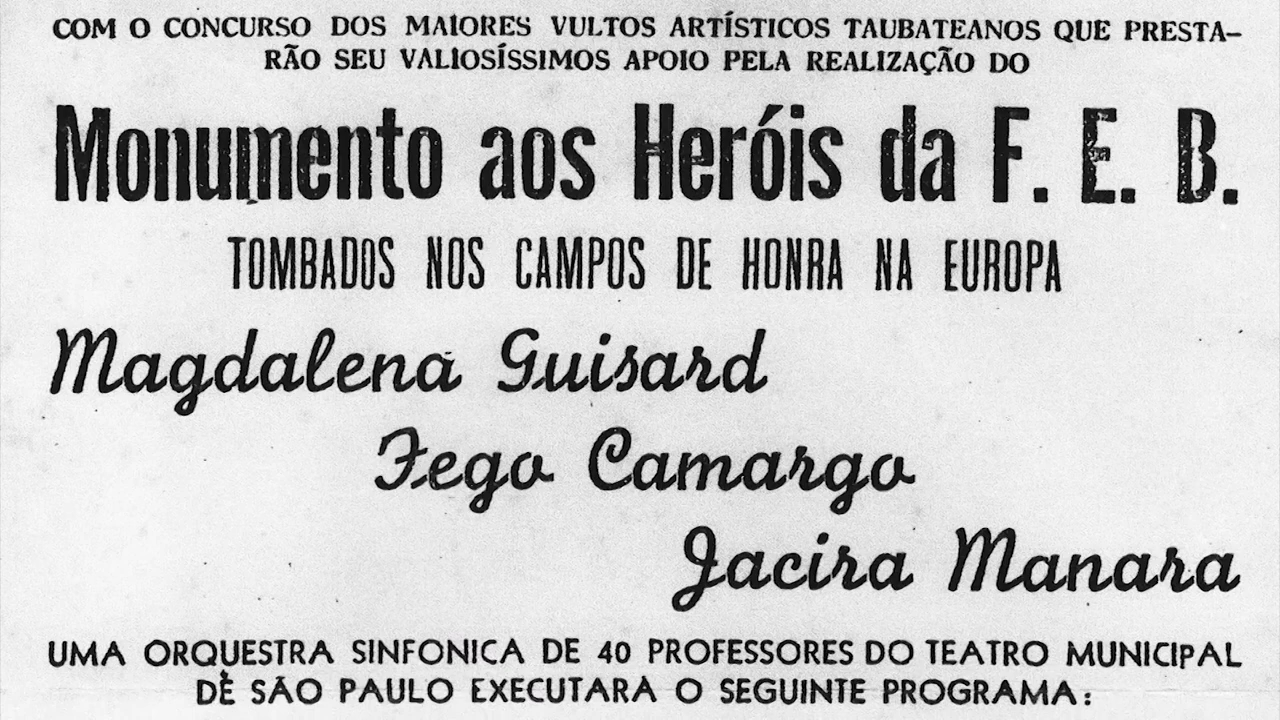 COM O CONCURSO DOS MAIORES VULTOS ARTÍSTICOS TAUBATEANOS QUE PRESTA-
RÃO SEU VALIOSÍSSIMOS APOIO PELA REALIZAÇÃO DO
Monumento aos Heróis da F. E. B.
TOMBADOS NOS CAMPOS DE HONRA NA EUROPA
Magdalena Guisard
Fego Camargo
Jacira Manara
UMA ORQUESTRA SINFONICA DE 40 PROFESSORES DO TEATRO MUNICIPAL
DE SÃO PAULO EXECUTARA O SEGUINTE PROGRAMA: